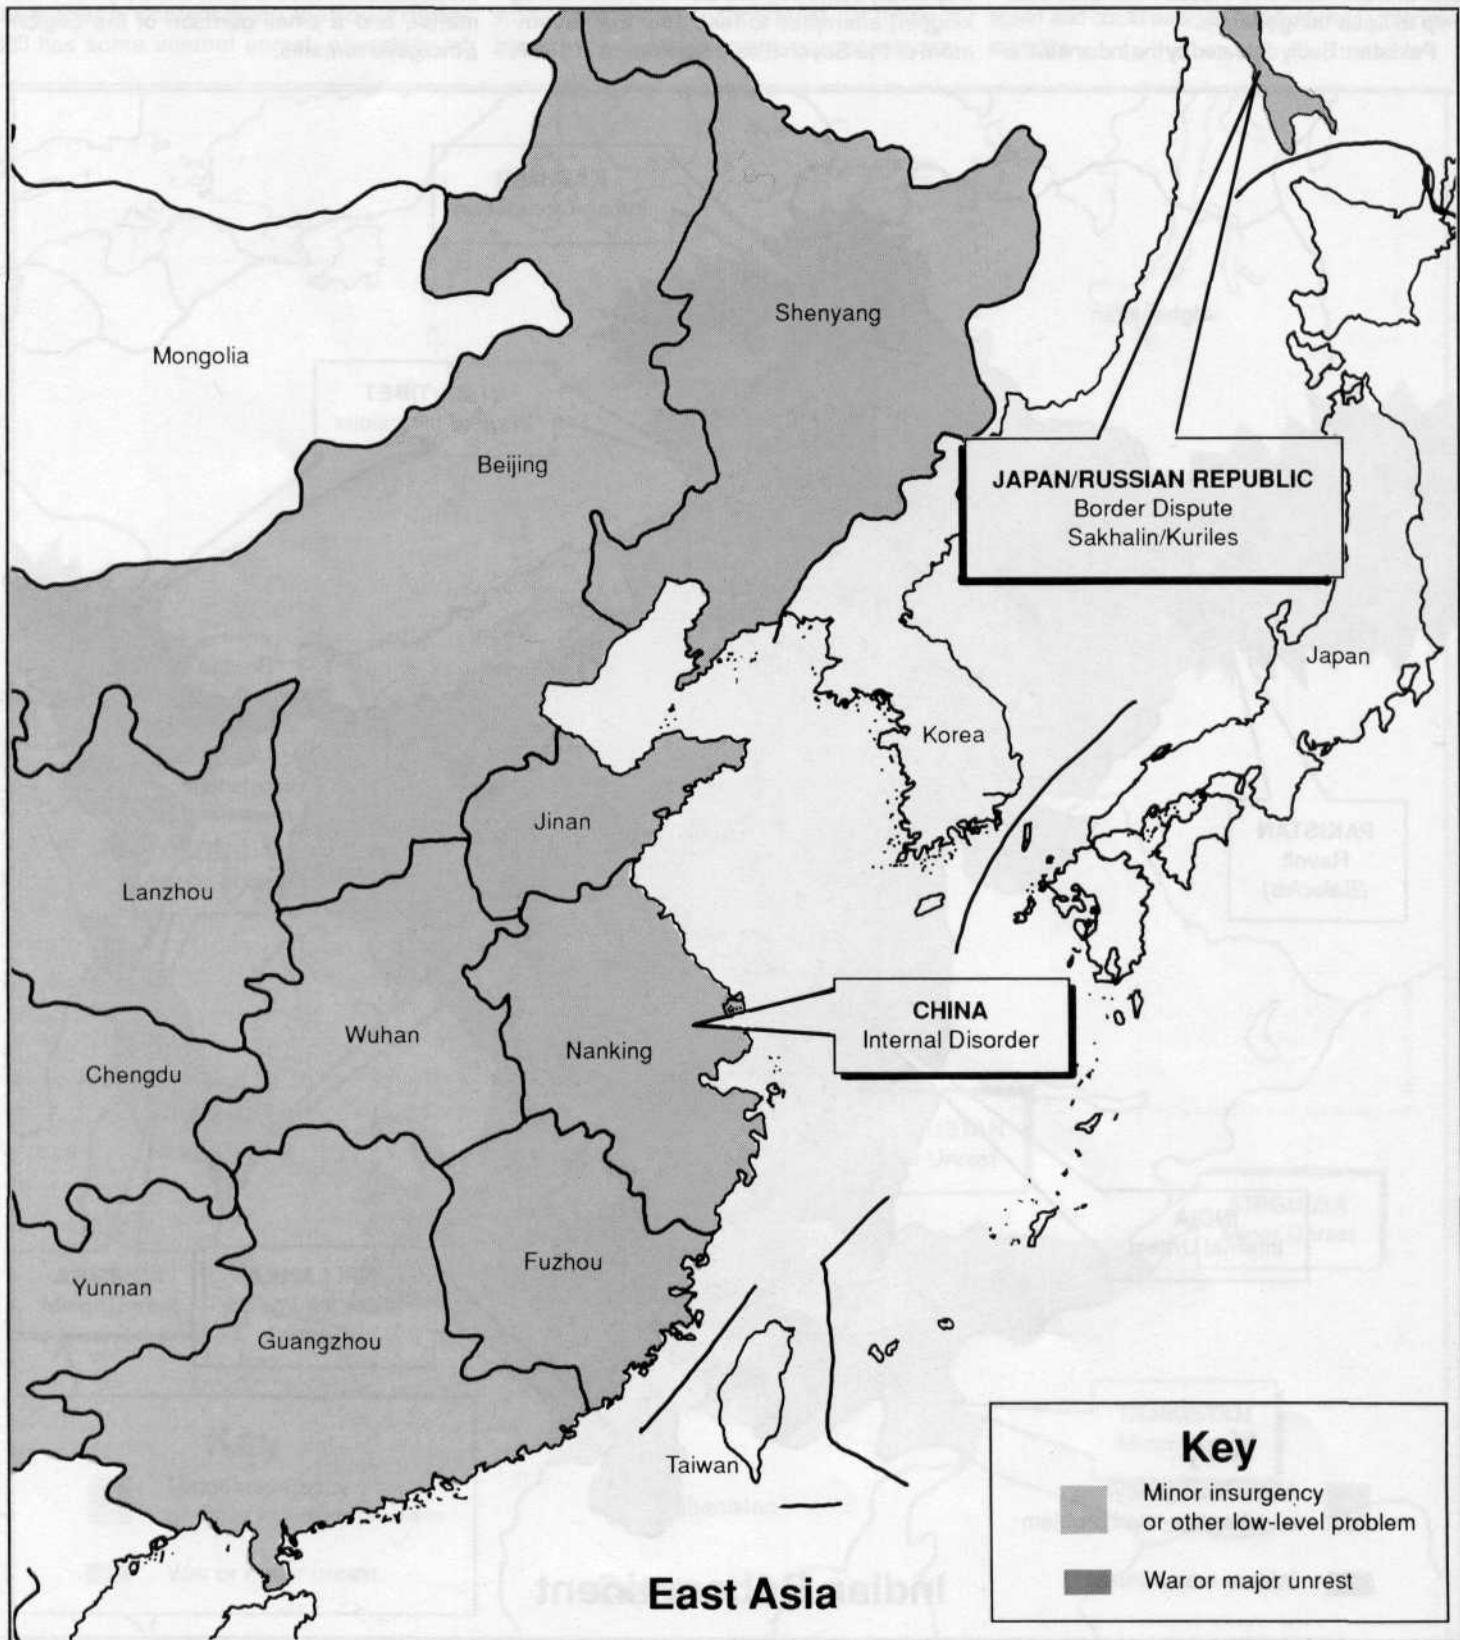 Shenyang
Mongolia
Beijing
JAPAN/RUSSIAN REPUBLIC
Border Dispute
Sakhalin/Kuriles
Japan
Korea
Jinan
Lanzhou
CHINA
Internal Disorder
Wuhan
Nanking
Chengdu
Fuzhou
Yunnan
Guangzhou
Taiwan
Key
Minor insurgency
or other low-level problem
War or major unrest
East Asia